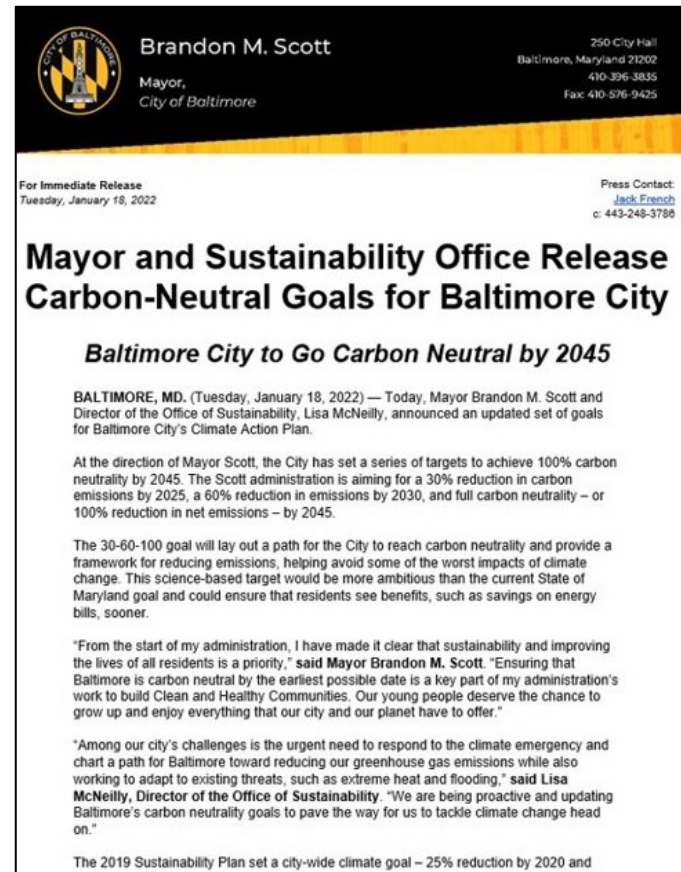 CITY OF BALTIMORE
Brandon M. Scott
Mayor,
City of Baltimore
250 City Hall
Baltimore, Maryland 21202
410-396-3835
Fax: 410-576-9425
For Immediate Release
Tuesday, January 18, 2022
Press Contact:
Jack French
c: 443-248-3786
Mayor and Sustainability Office Release
Carbon-Neutral Goals for Baltimore City
Baltimore City to Go Carbon Neutral by 2045
BALTIMORE, MD. (Tuesday, January 18, 2022) — Today, Mayor Brandon M. Scott and
Director of the Office of Sustainability, Lisa McNeilly, announced an updated set of goals
for Baltimore City's Climate Action Plan.
At the direction of Mayor Scott, the City has set a series of targets to achieve 100% carbon
neutrality by 2045. The Scott administration is aiming for a 30% reduction in carbon
emissions by 2025, a 60% reduction in emissions by 2030, and full carbon neutrality – or
100% reduction in net emissions – by 2045.
The 30-60-100 goal will lay out a path for the City to reach carbon neutrality and provide a
framework for reducing emissions, helping avoid some of the worst impacts of climate
change. This science-based target would be more ambitious than the current State of
Maryland goal and could ensure that residents see benefits, such as savings on energy
bills, sooner.
"From the start of my administration, I have made it clear that sustainability and improving
the lives of all residents is a priority," said Mayor Brandon M. Scott. "Ensuring that
Baltimore is carbon neutral by the earliest possible date is a key part of my administration's
work to build Clean and Healthy Communities. Our young people deserve the chance to
grow up and enjoy everything that our city and our planet have to offer."
"Among our city's challenges is the urgent need to respond to the climate emergency and
chart a path for Baltimore toward reducing our greenhouse gas emissions while also
working to adapt to existing threats, such as extreme heat and flooding," said Lisa
McNeilly, Director of the Office of Sustainability. "We are being proactive and updating
Baltimore's carbon neutrality goals to pave the way for us to tackle climate change head
on."
The 2019 Sustainability Plan set a city-wide climate goal – 25% reduction by 2020 and